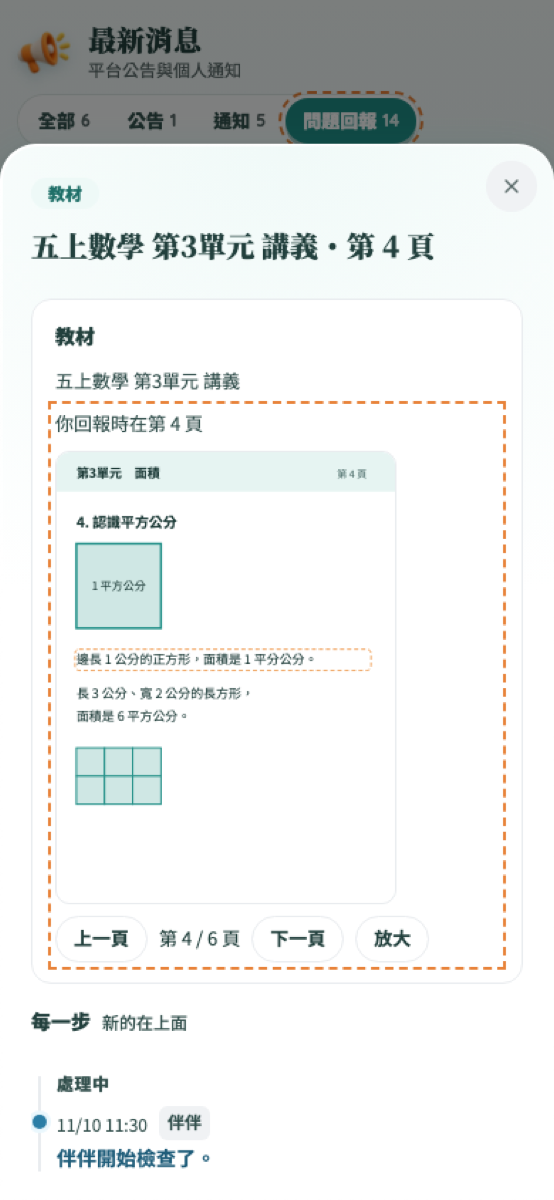 最新消息
平台公告與個人通知
全部 6 公告 1 通知 5 問題回報 14
教材
五上數學 第3單元 講義・第 4 頁
教材
五上數學 第3單元 講義
你回報時在第 4 頁
第3單元 面積 第 4 頁
4. 認識平方公分
1 平方公分
邊長 1 公分的正方形，面積是 1 平分公分。
長 3 公分、寬 2 公分的長方形，
面積是 6 平方公分。
上一頁 第 4 / 6 頁 下一頁 放大
每一步 新的在上面
處理中
11/10 11:30 伴伴
伴伴開始檢查了。